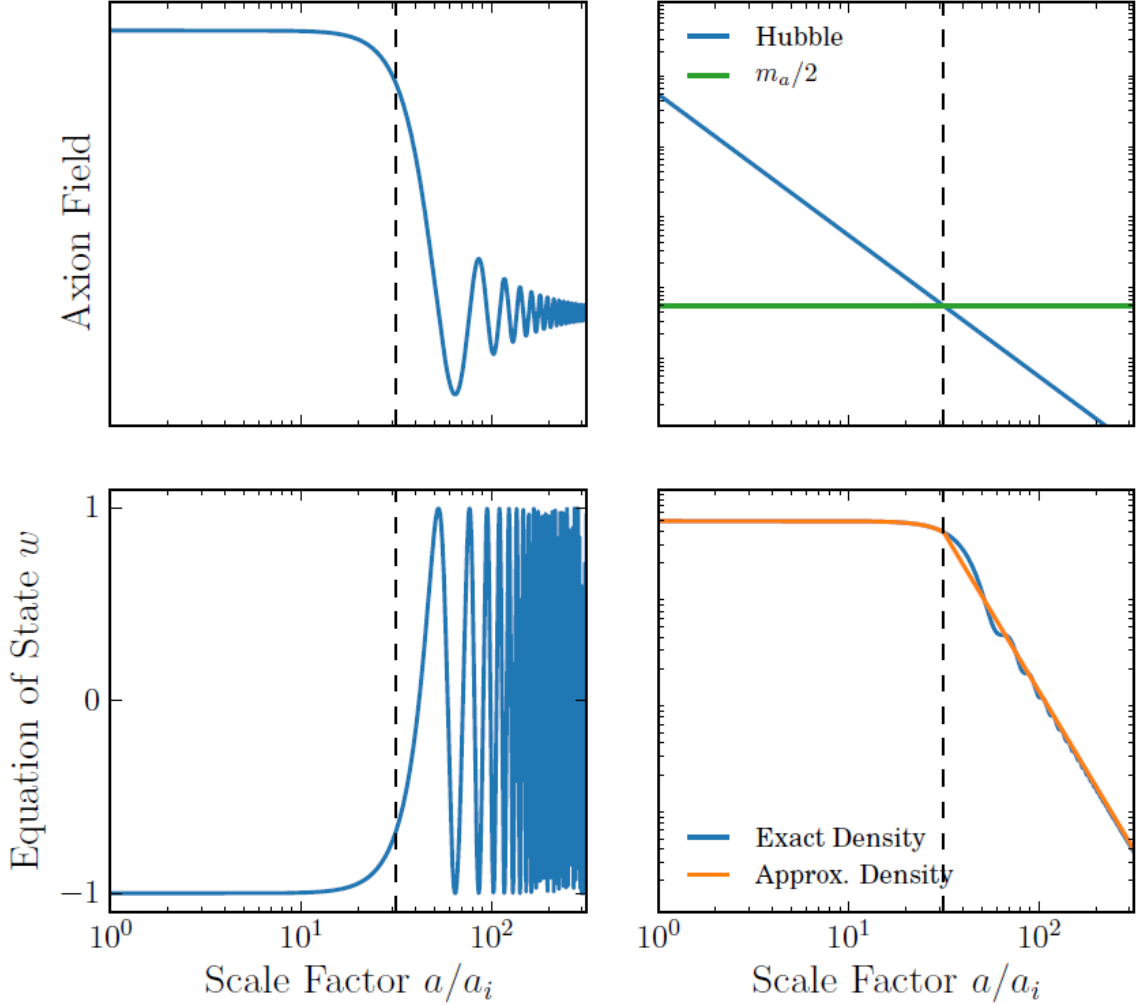 Axion Field
Hubble
$m_a/2$
Equation of State $w$
1
0
−1
$10^0$
$10^1$
$10^2$
Scale Factor $a/a_i$
Exact Density
Approx. Density
$10^0$
$10^1$
$10^2$
Scale Factor $a/a_i$